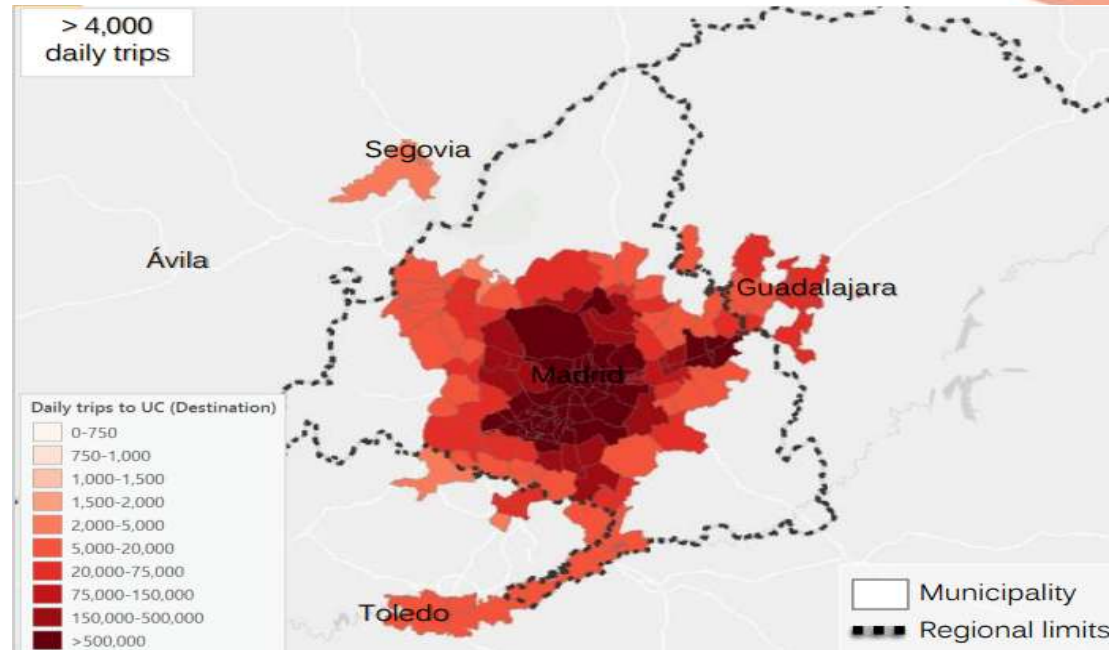 > 4,000
daily trips
Segovia
Ávila
Guadalajara
Madrid
Toledo
Daily trips to UC (Destination)
0-750
750-1,000
1,000-1,500
1,500-2,000
2,000-5,000
5,000-20,000
20,000-75,000
75,000-150,000
150,000-500,000
>500,000
Municipality
Regional limits